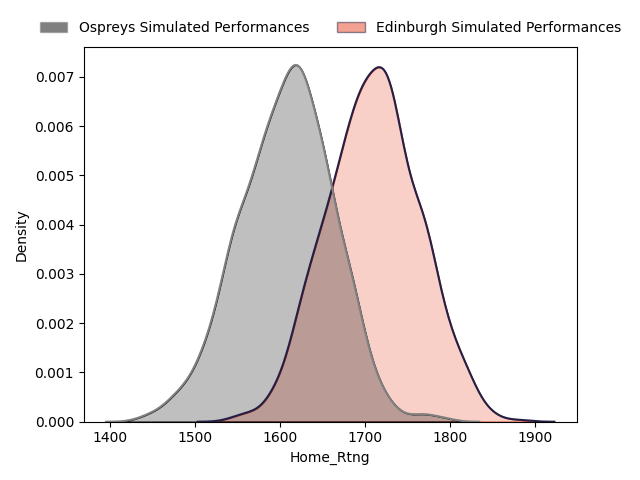 Ospreys Simulated Performances Edinburgh Simulated Performances
0.007
0.006
0.005
0.004
0.003
0.002
0.001
0.000
Density
1400 1500 1600 1700 1800 1900
Home_Rtng